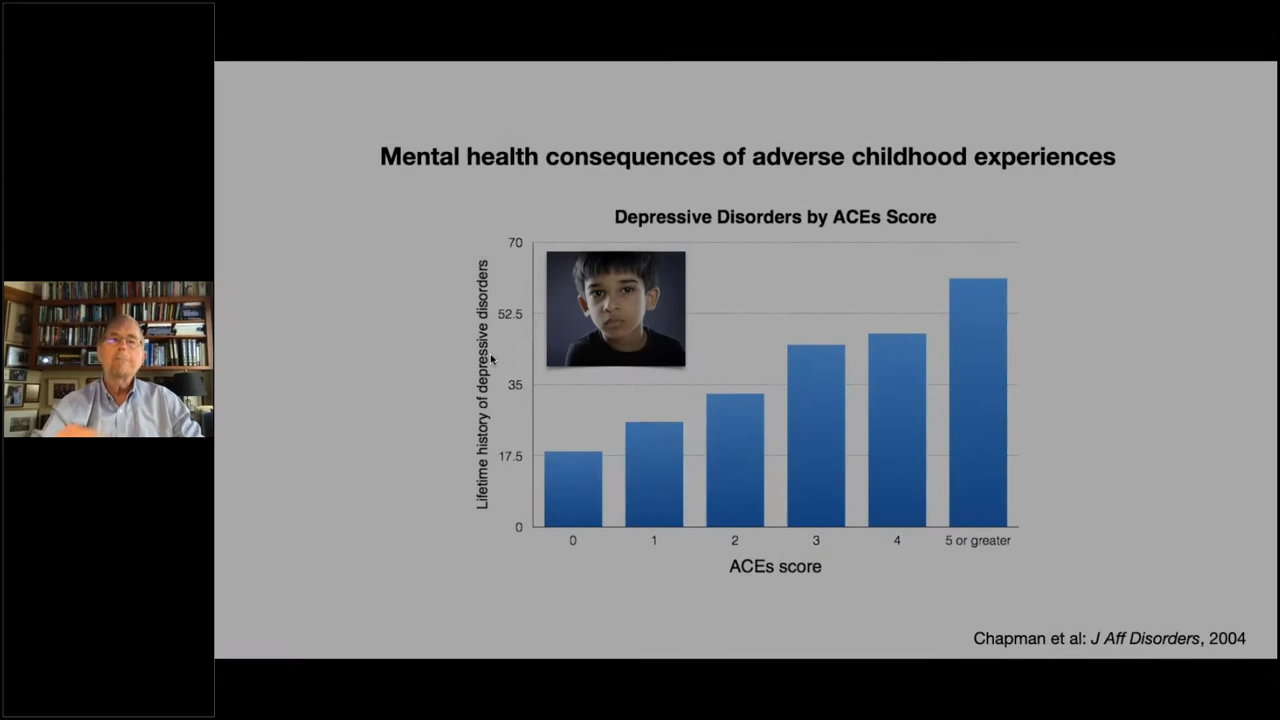 Mental health consequences of adverse childhood experiences
Depressive Disorders by ACEs Score
Lifetime history of depressive disorders
70
52.5
35
17.5
0
0
1
2
3
4
5 or greater
ACEs score
Chapman et al: J Aff Disorders, 2004